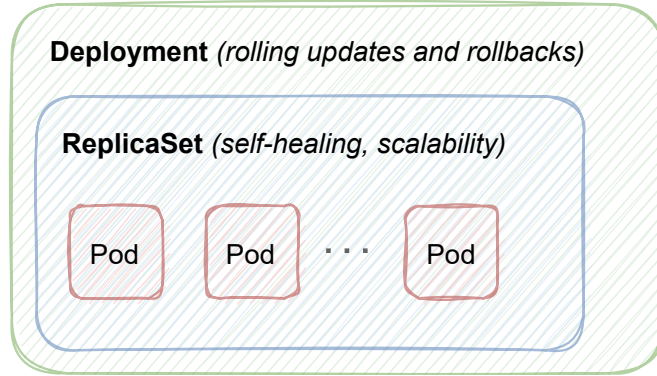 Deployment (rolling updates and rollbacks)
ReplicaSet (self-healing, scalability)
Pod Pod ... Pod